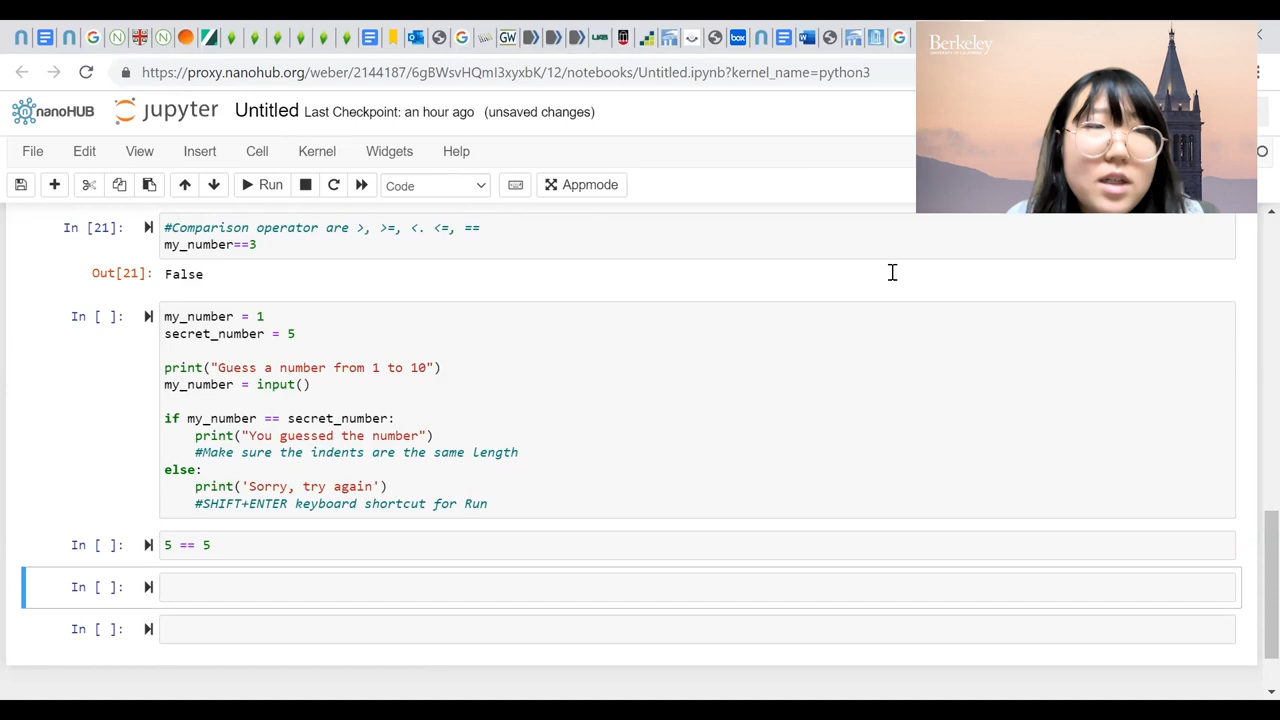 https://proxy.nanohub.org/weber/2144187/6gBWsvHQml3xyxbK/12/notebooks/Untitled.ipynb?kernel_name=python3
Berkeley
nanoHUB jupyter Untitled Last Checkpoint: an hour ago (unsaved changes)
File Edit View Insert Cell Kernel Widgets Help
Run Code Appmode
In [21]: #Comparison operator are >, >=, <. <=, ==
my_number==3
Out[21]: False
In [ ]: my_number = 1
secret_number = 5
print("Guess a number from 1 to 10")
my_number = input()
if my_number == secret_number:
print("You guessed the number")
#Make sure the indents are the same length
else:
print('Sorry, try again')
#SHIFT+ENTER keyboard shortcut for Run
In [ ]: 5 == 5
In [ ]:
In [ ]: